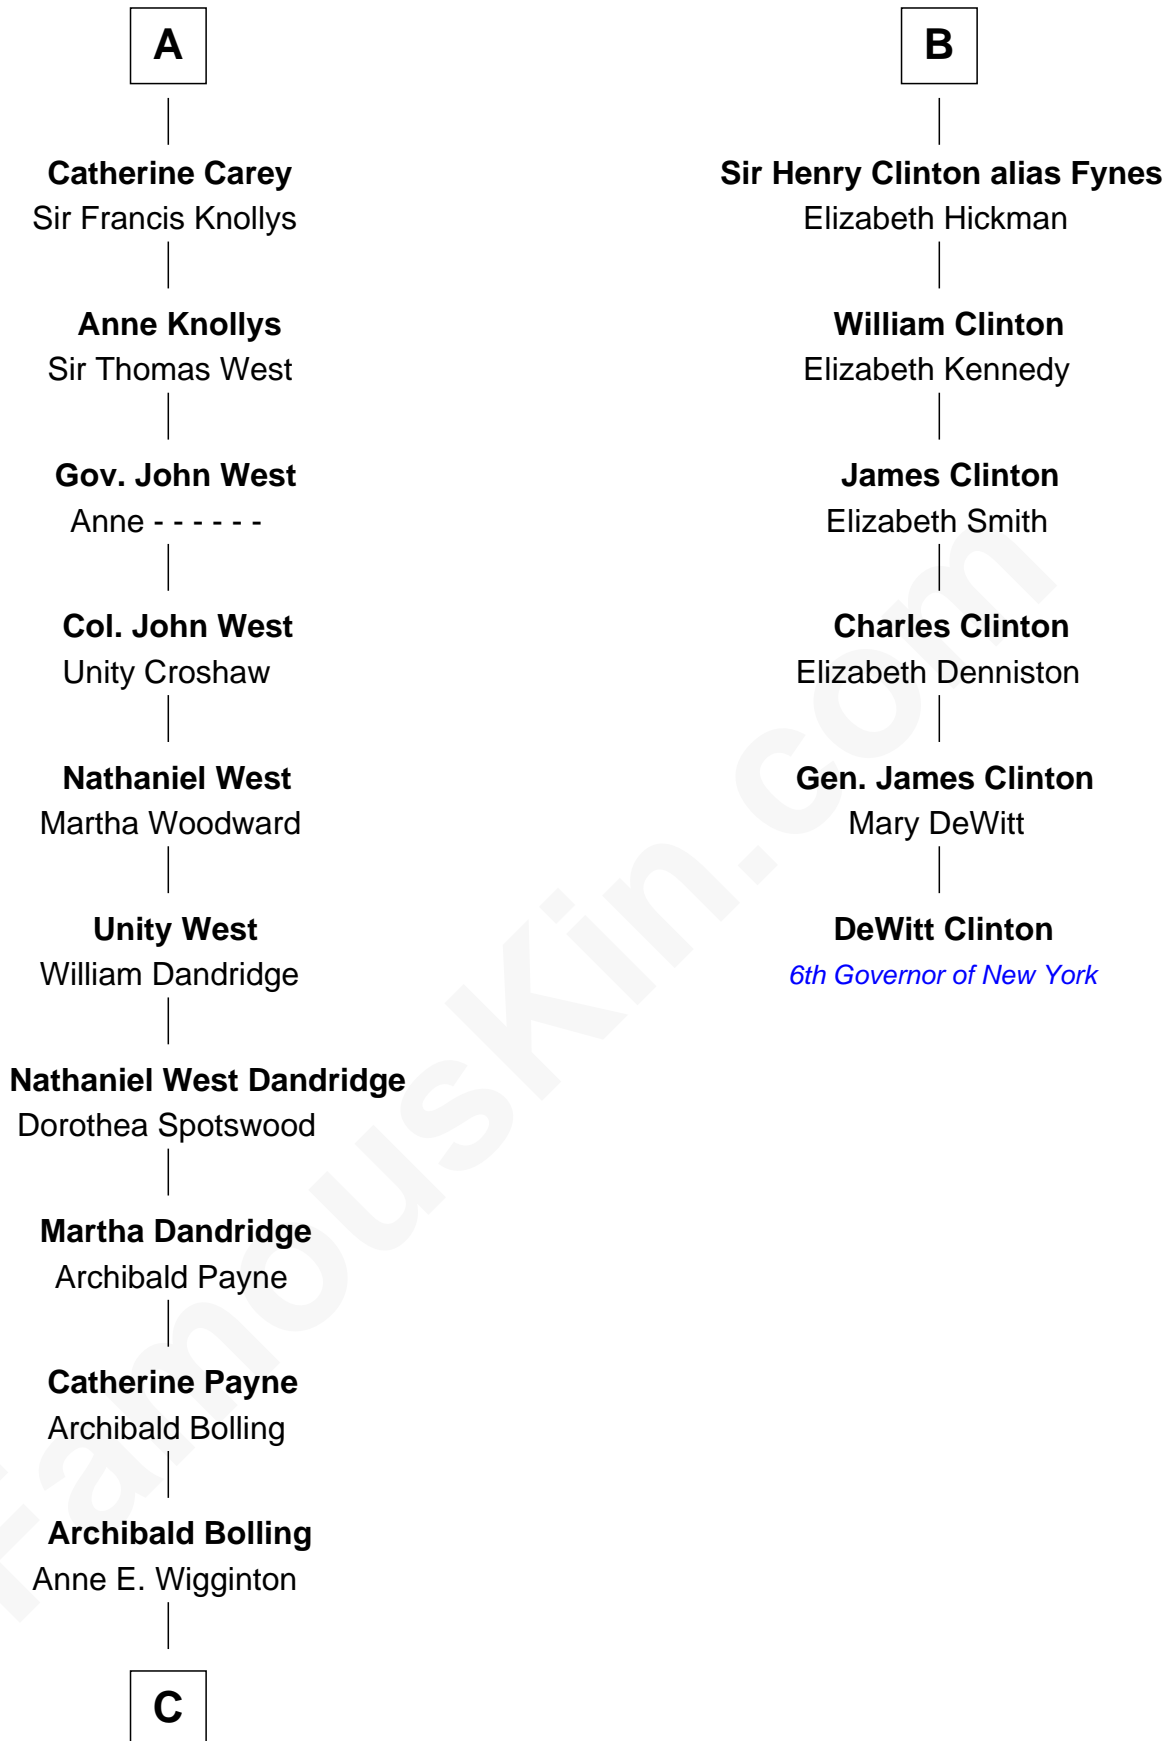 A
Catherine Carey
Sir Francis Knollys
Anne Knollys
Sir Thomas West
Gov. John West
Anne - - - - - -
Col. John West
Unity Croshaw
Nathaniel West
Martha Woodward
Unity West
William Dandridge
Nathaniel West Dandridge
Dorothea Spotswood
Martha Dandridge
Archibald Payne
Catherine Payne
Archibald Bolling
Archibald Bolling
Anne E. Wigginton
C
B
Sir Henry Clinton alias Fynes
Elizabeth Hickman
William Clinton
Elizabeth Kennedy
James Clinton
Elizabeth Smith
Charles Clinton
Elizabeth Denniston
Gen. James Clinton
Mary DeWitt
DeWitt Clinton
6th Governor of New York
FamousKin.com